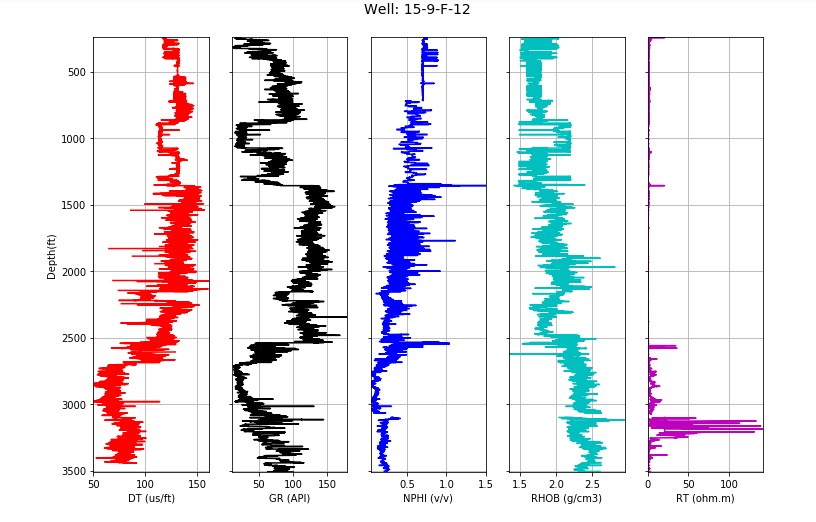 Well: 15-9-F-12
Depth(ft)
500
1000
1500
2000
2500
3000
3500
50 100 150
DT (us/ft)
50 100 150
GR (API)
0.5 1.0 1.5
NPHI (v/v)
1.5 2.0 2.5
RHOB (g/cm3)
0 50 100
RT (ohm.m)